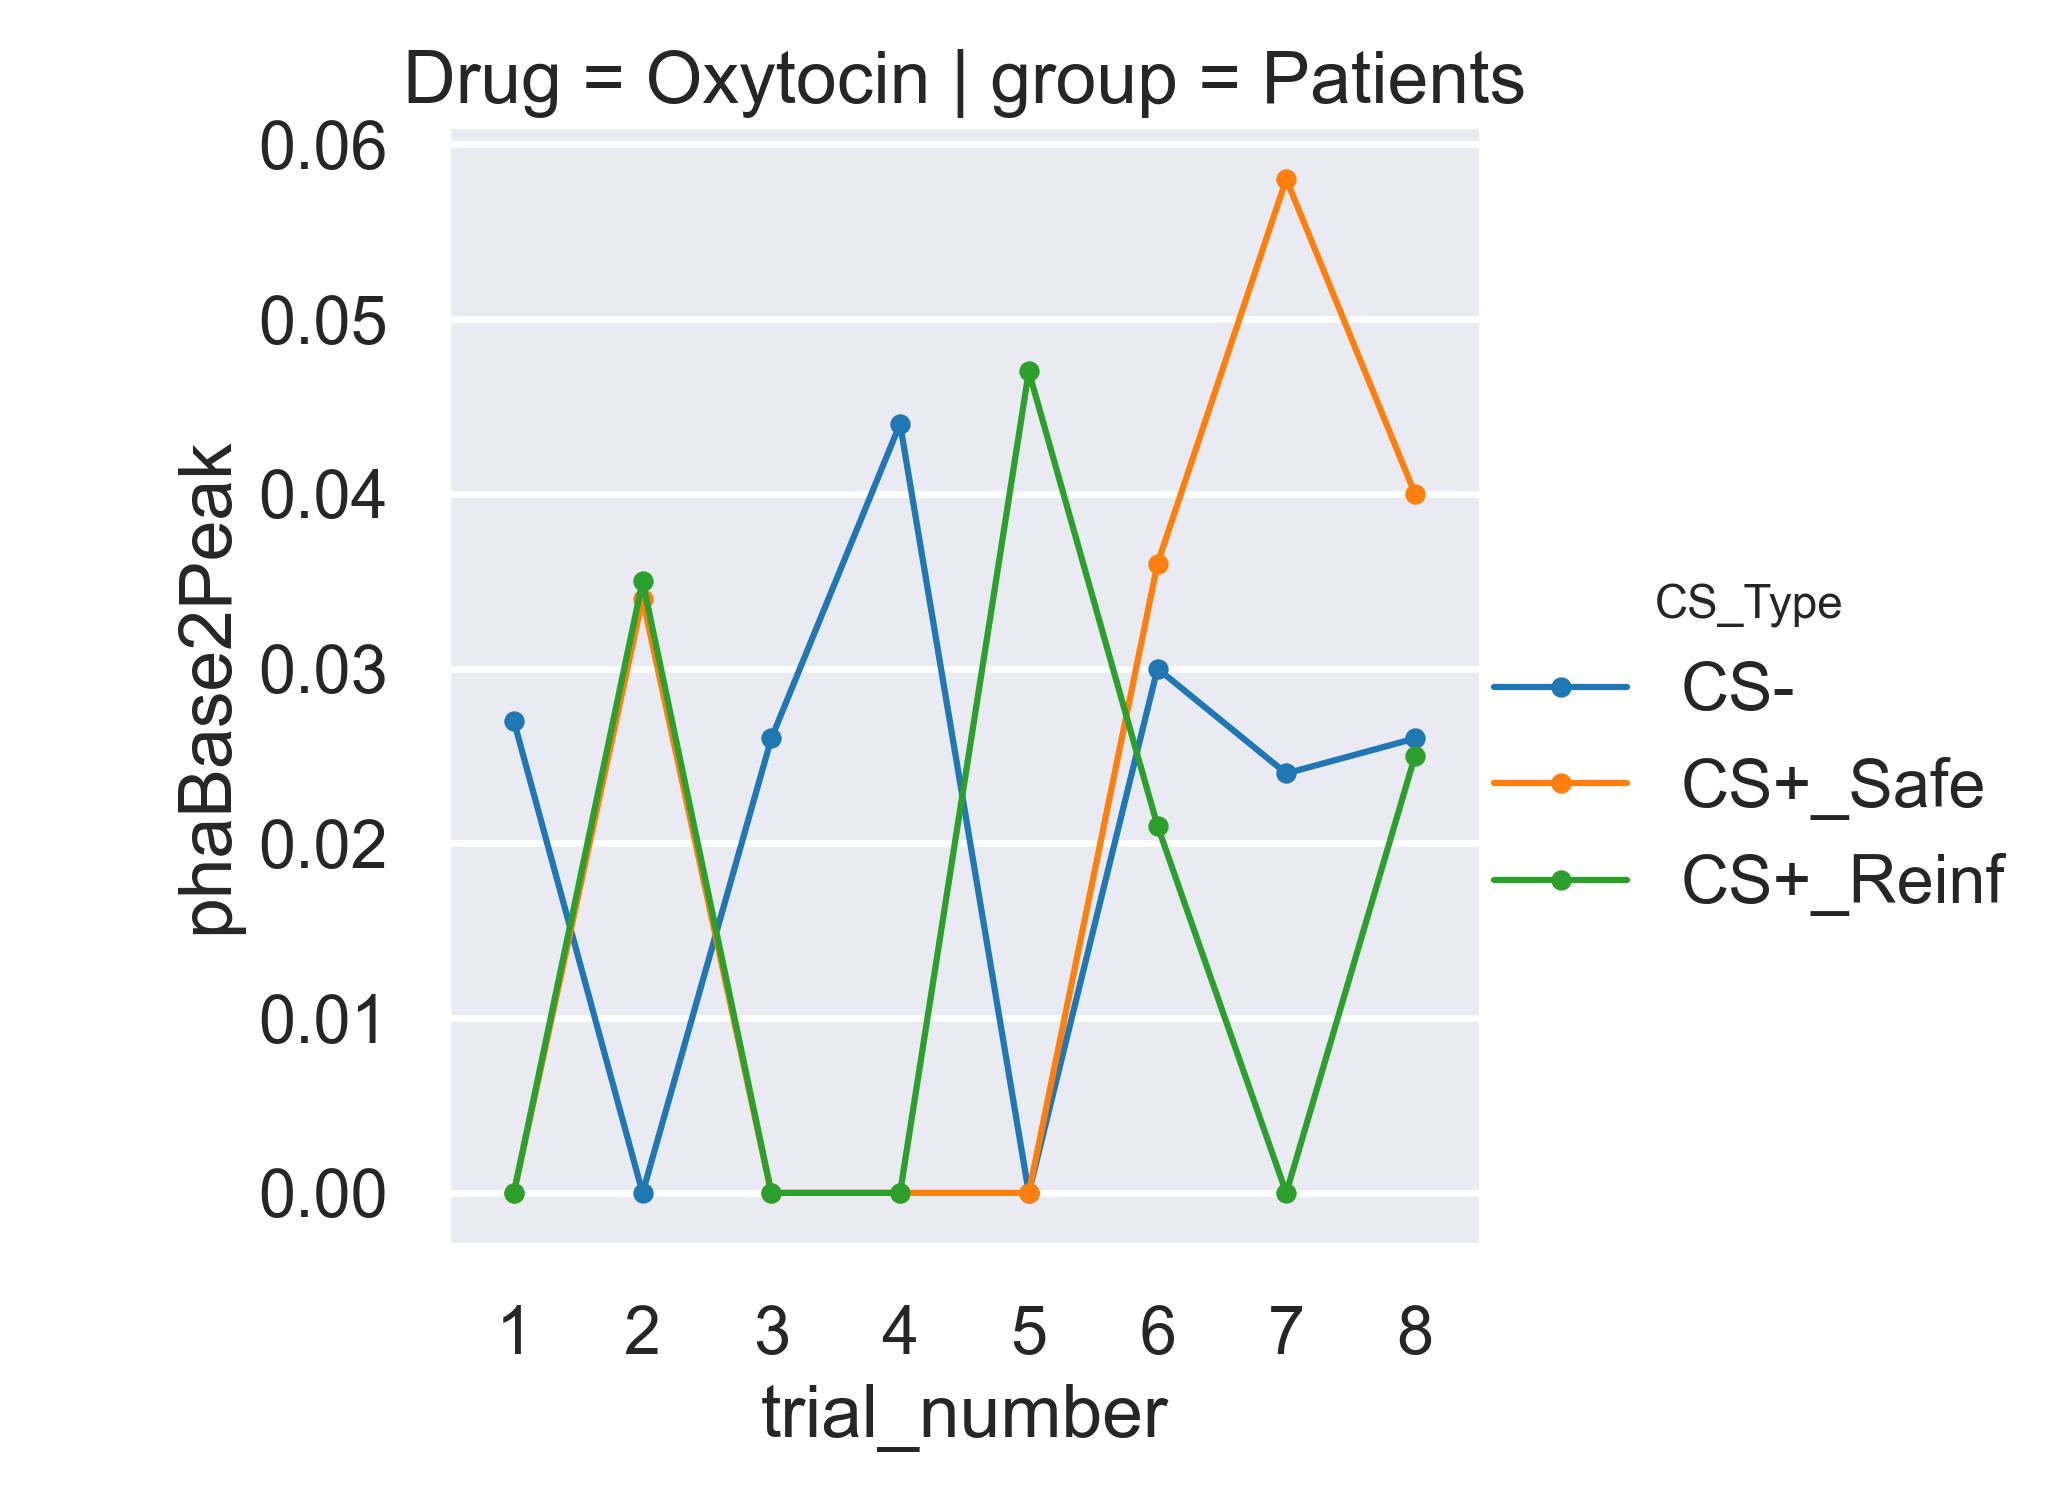 Drug = Oxytocin | group = Patients
0.06
0.05
0.04
0.03
0.02
0.01
0.00
phaBase2Peak
1 2 3 4 5 6 7 8
trial_number
CS_Type
CS-
CS+_Safe
CS+_Reinf